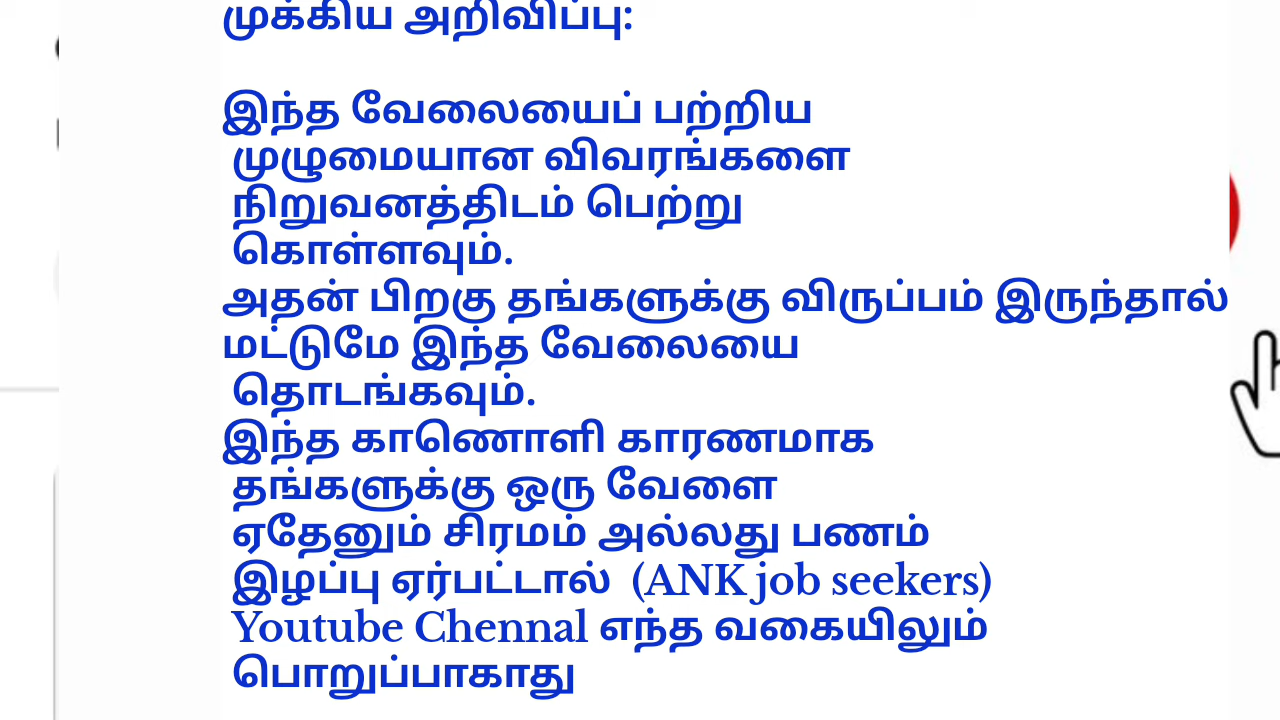 முக்கிய அறிவிப்பு:
இந்த வேலையைப் பற்றிய
முழுமையான விவரங்களை
நிறுவனத்திடம் பெற்று
கொள்ளவும்.
அதன் பிறகு தங்களுக்கு விருப்பம் இருந்தால்
மட்டுமே இந்த வேலையை
தொடங்கவும்.
இந்த காணொளி காரணமாக
தங்களுக்கு ஒரு வேளை
ஏதேனும் சிரமம் அல்லது பணம்
இழப்பு ஏர்பட்டால் (ANK job seekers)
Youtube Chennal எந்த வகையிலும்
பொறுப்பாகாது